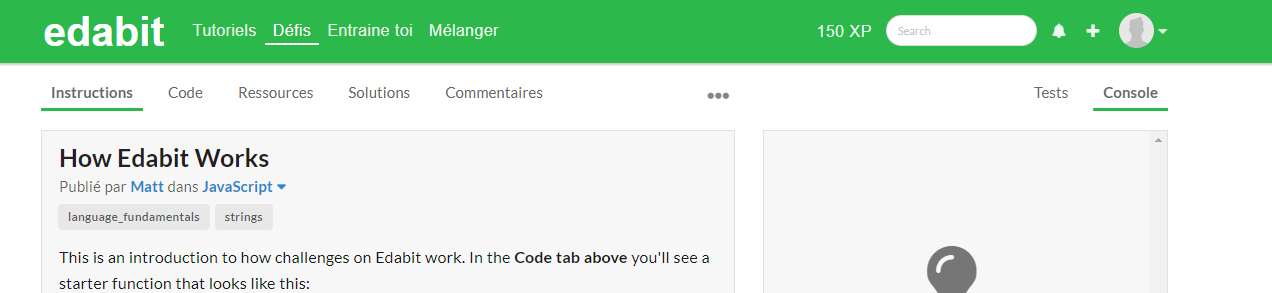 edabit Tutoriels Défis Entraine toi Mélanger 150 XP Search
Instructions Code Ressources Solutions Commentaires Tests Console
How Edabit Works
Publié par Matt dans JavaScript
language_fundamentals strings
This is an introduction to how challenges on Edabit work. In the Code tab above you'll see a
starter function that looks like this: